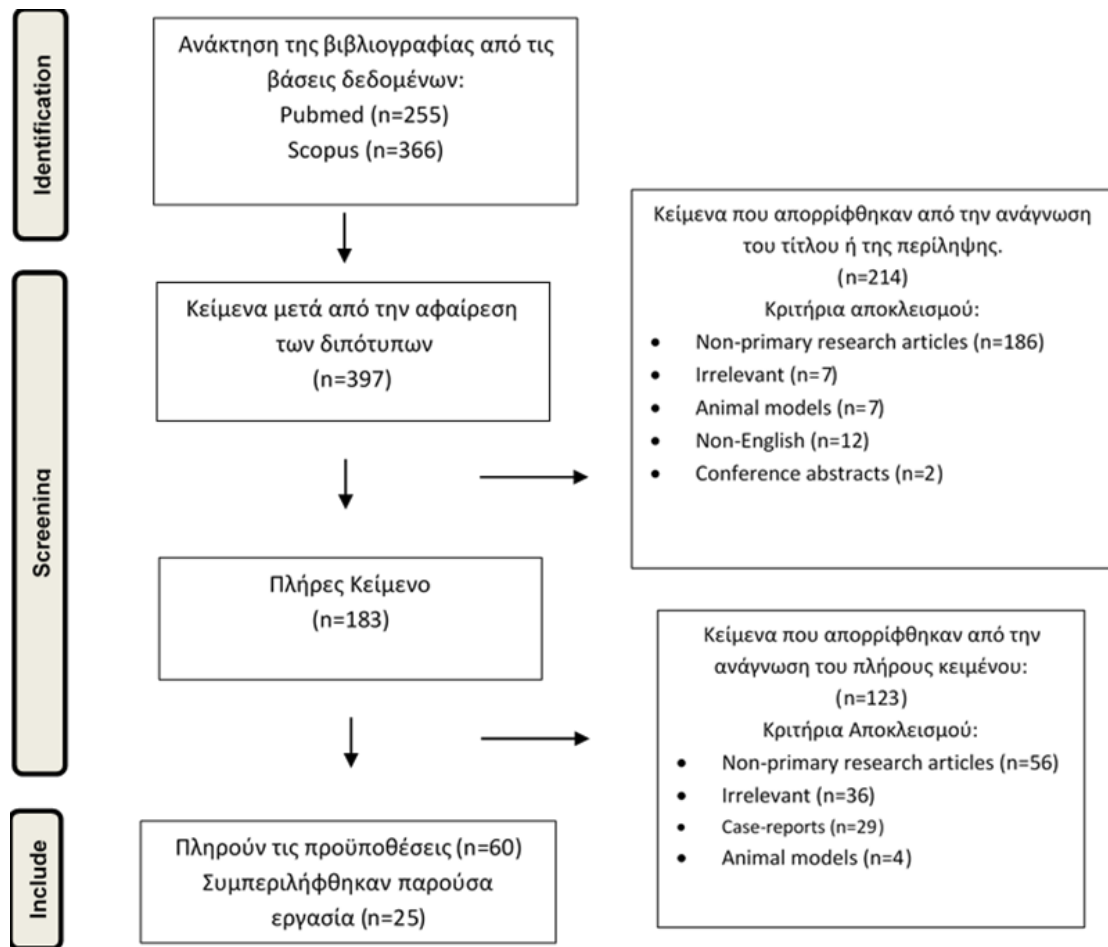 Identification
Ανάκτηση της βιβλιογραφίας από τις
βάσεις δεδομένων:
Pubmed (n=255)
Scopus (n=366)
Κείμενα που απορρίφθηκαν από την ανάγνωση
του τίτλου ή της περίληψης.
(n=214)
Κριτήρια αποκλεισμού:
• Non-primary research articles (n=186)
• Irrelevant (n=7)
• Animal models (n=7)
• Non-English (n=12)
• Conference abstracts (n=2)
Screening
Κείμενα μετά από την αφαίρεση
των διπότυπων
(n=397)
Πλήρες Κείμενο
(n=183)
Κείμενα που απορρίφθηκαν από την
ανάγνωση του πλήρους κειμένου:
(n=123)
Κριτήρια Αποκλεισμού:
• Non-primary research articles (n=56)
• Irrelevant (n=36)
• Case-reports (n=29)
• Animal models (n=4)
Include
Πληρούν τις προϋποθέσεις (n=60)
Συμπεριλήφθηκαν παρούσα
εργασία (n=25)